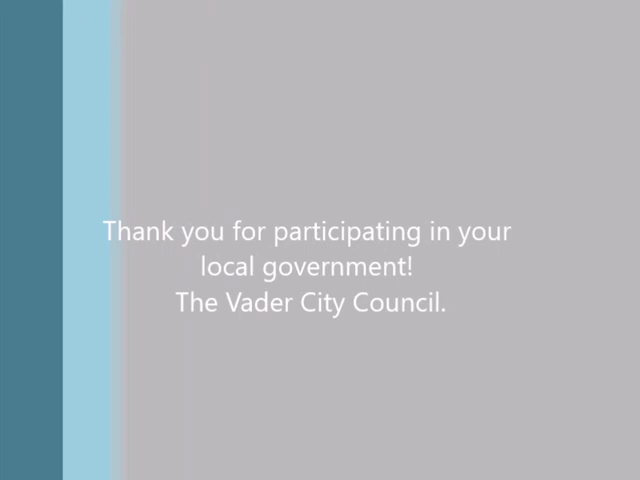 Thank you for participating in your
local government!
The Vader City Council.